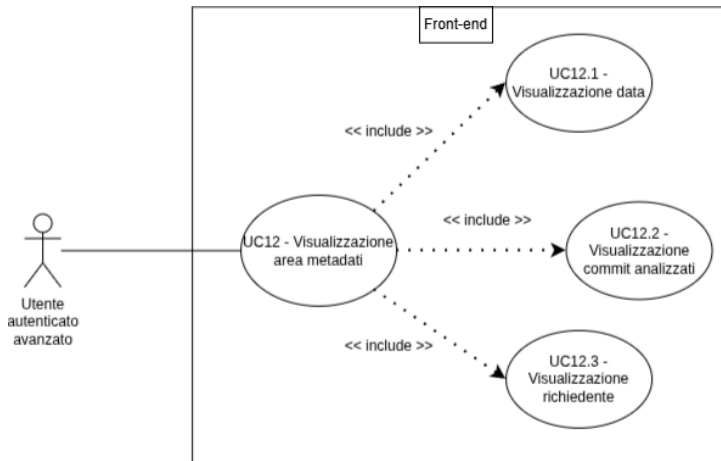 Front-end
UC12.1 -
Visualizzazione data
<< include >>
UC12 - Visualizzazione
area metadati
<< include >>
UC12.2 -
Visualizzazione
commit analizzati
Utente
autenticato
avanzato
<< include >>
UC12.3 -
Visualizzazione
richiedente